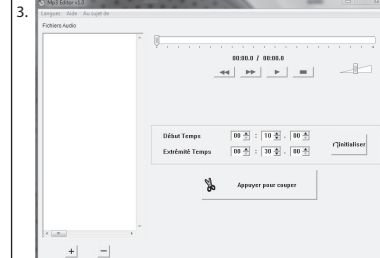 3.
Mp3 Editor v1.0
Langues Aide Au sujet de
Fichiers Audio
00:00.0 / 00:00.0
Début Temps 00 : 10 . 00
Extrémité Temps 00 : 30 . 00
initialiser
Appuyer pour couper
+ −